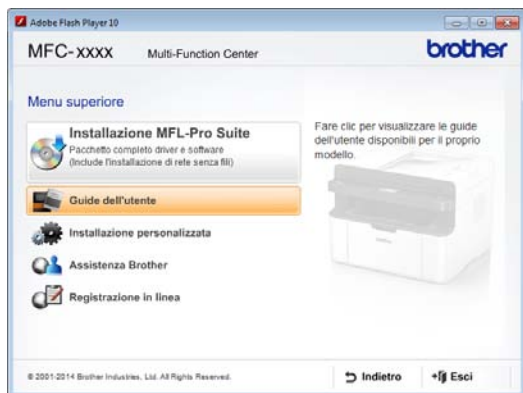 Adobe Flash Player 10
MFC-xxxx Multi-Function Center brother
Menu superiore
Installazione MFL-Pro Suite
Pacchetto completo driver e software
(Include l'installazione di rete senza fili)
Guide dell'utente
Installazione personalizzata
Assistenza Brother
Registrazione in linea
Fare clic per visualizzare le guide
dell'utente disponibili per il proprio
modello.
© 2001-2014 Brother Industries, Ltd. All Rights Reserved.
Indietro
Esci